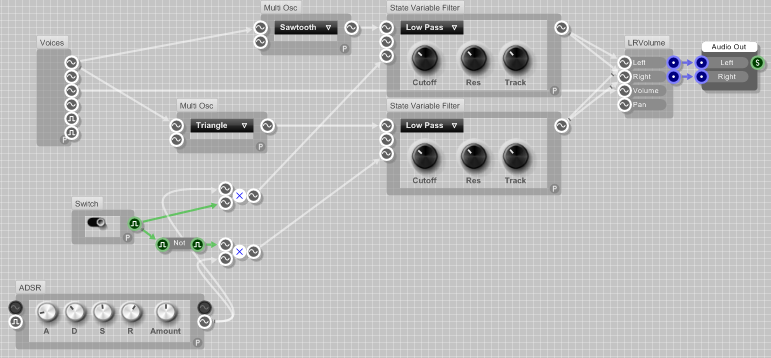 Multi Osc
Sawtooth ▽
P
State Variable Filter
Low Pass ▽
Cutoff Res Track
P
Voices
P
LRVolume
Left
Right
Volume
Pan
Audio Out
Left
Right
S
Multi Osc
Triangle ▽
P
State Variable Filter
Low Pass ▽
Cutoff Res Track
P
Switch
P
X
Not
X
ADSR
A D S R Amount
P